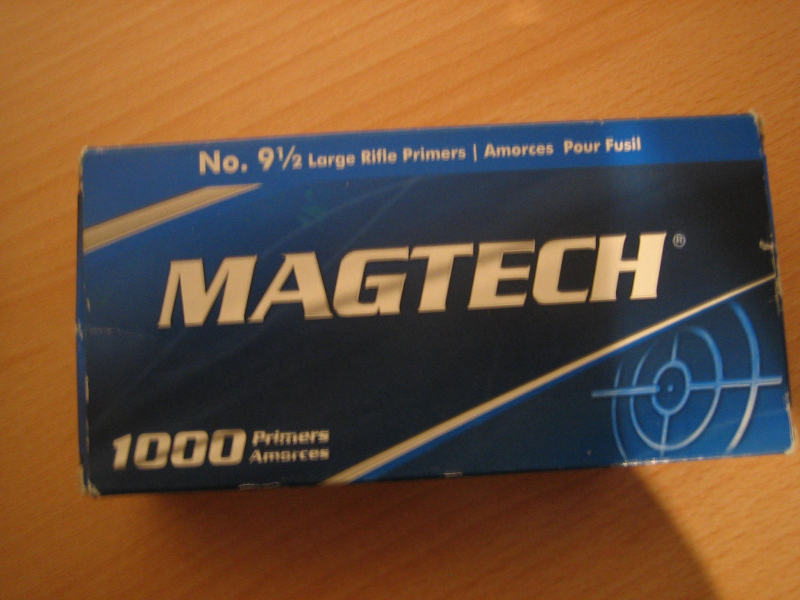 No. 9½ Large Rifle Primers | Amorces Pour Fusil
MAGTECH®
1000 Primers
Amorces